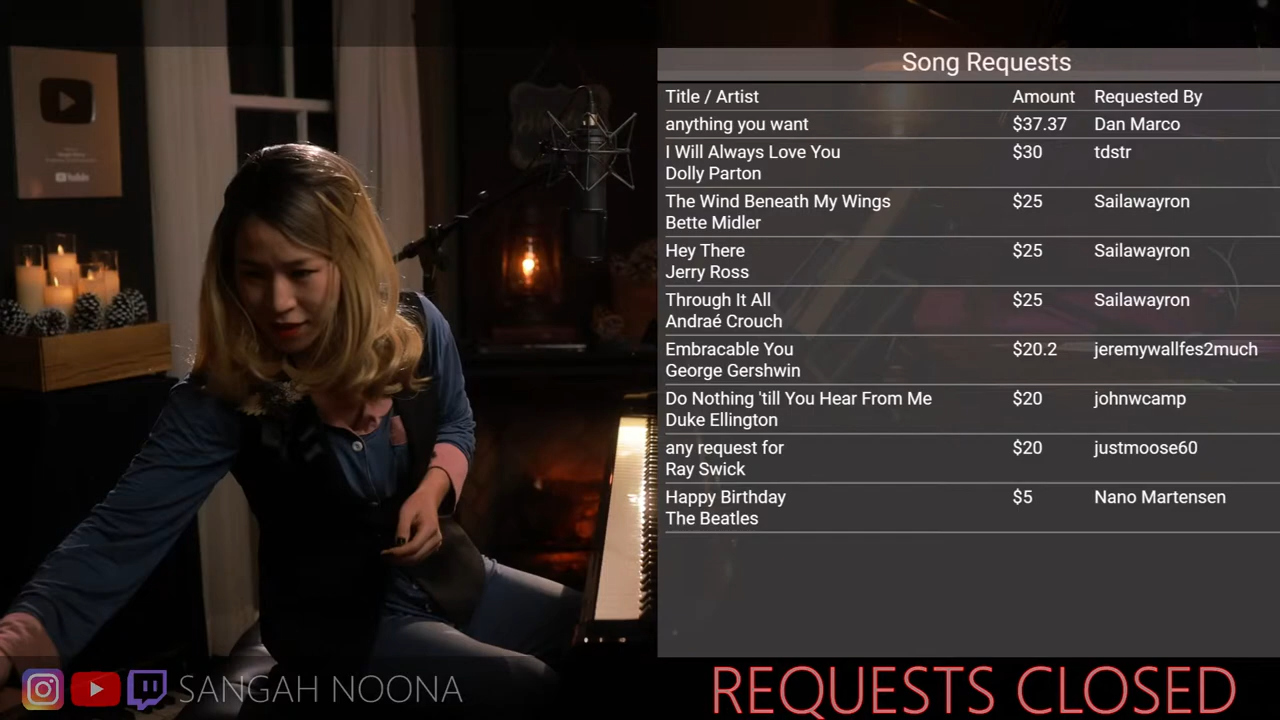 Song Requests
Title / Artist Amount Requested By
anything you want $37.37 Dan Marco
I Will Always Love You $30 tdstr
Dolly Parton
The Wind Beneath My Wings $25 Sailawayron
Bette Midler
Hey There $25 Sailawayron
Jerry Ross
Through It All $25 Sailawayron
Andraé Crouch
Embracable You $20.2 jeremywallfes2much
George Gershwin
Do Nothing 'till You Hear From Me $20 johnwcamp
Duke Ellington
any request for $20 justmoose60
Ray Swick
Happy Birthday $5 Nano Martensen
The Beatles
YouTube
SANGAH NOONA
REQUESTS CLOSED